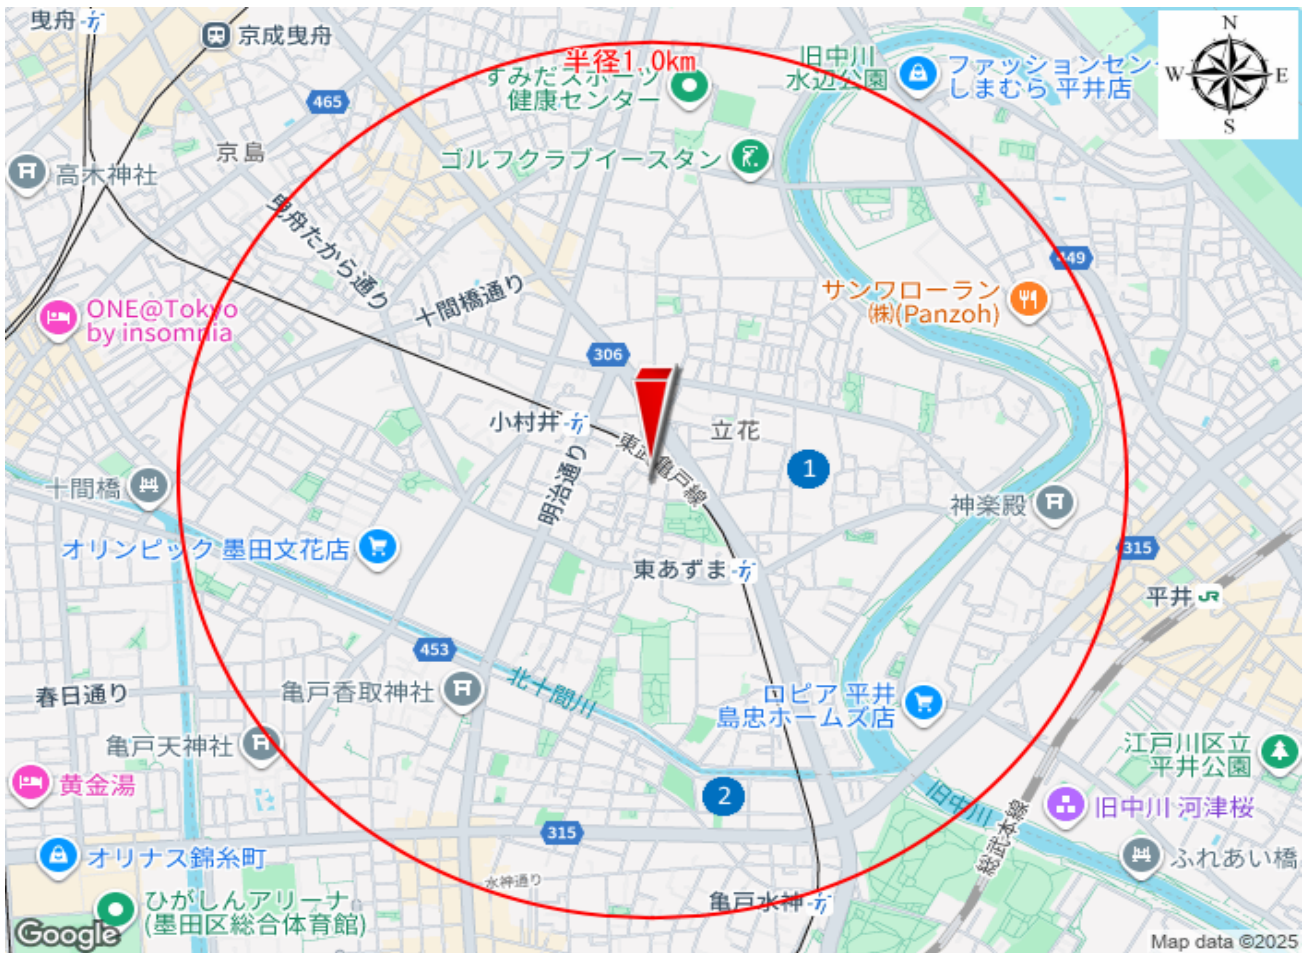 曳舟
京成曳舟
半径1.0km
すみだスポーツ
健康センター
旧中川
水辺公園
ファッションセン
しまむら 平井店
N
W
E
S
465
京島
高木神社
ゴルフクラブイースタン
曳舟たから通り
449
ONE@Tokyo
by insomnia
十間橋通り
サンワローラン
㈱(Panzoh)
306
小村井
東武亀戸線
立花
1
明治通り
十間橋
神楽殿
オリンピック 墨田文花店
315
東あずま
平井
JR
453
春日通り
亀戸香取神社
北十間川
ロピア 平井
島忠ホームズ店
亀戸天神社
江戸川区立
平井公園
黄金湯
2
旧中川
旧中川 河津桜
315
総武本線
オリナス錦糸町
ふれあい橋
水神通り
ひがしんアリーナ
(墨田区総合体育館)
亀戸水神
Google
Map data ©2025